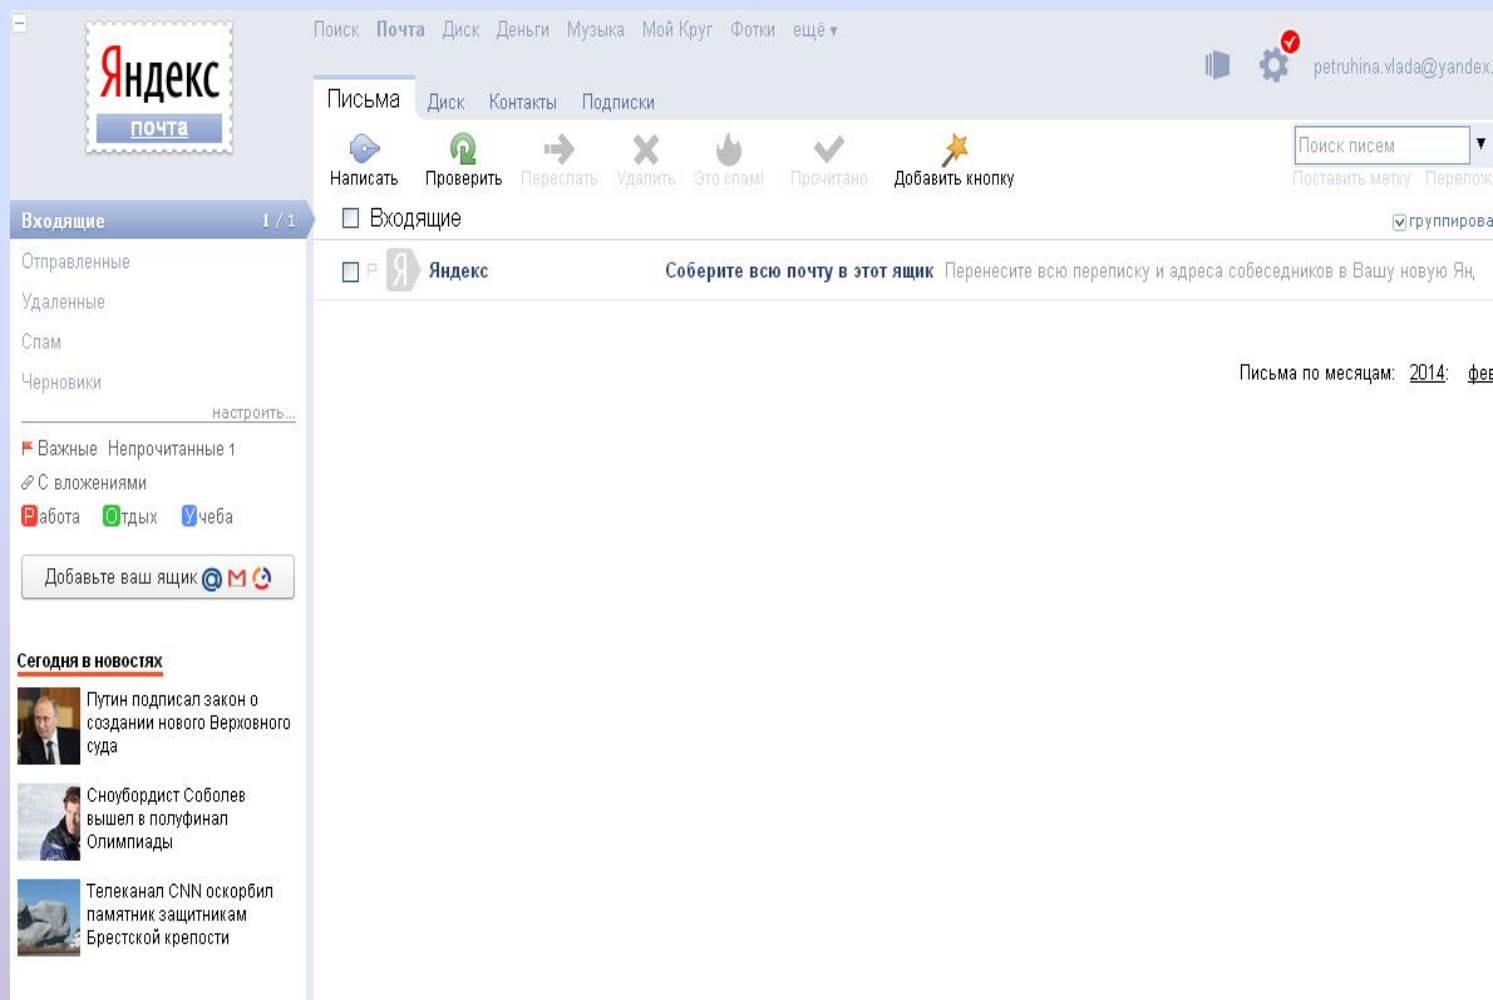 Поиск Почта Диск Деньги Музыка Мой Круг Фотки ещё
Яндекс
почта
petruhina.vlada@yandex.
Письма Диск Контакты Подписки
Написать Проверить Переслать Удалить Это спам! Прочитано Добавить кнопку
Поиск писем
Поставить метку
Входящие 1 / 1
Отправленные
Удаленные
Спам
Черновики
настроить...
Важные Непрочитанные 1
С вложениями
Работа Отдых Учеба
Добавьте ваш ящик
Сегодня в новостях
Путин подписал закон о
создании нового Верховного
суда
Сноубордист Соболев
вышел в полуфинал
Олимпиады
Телеканал CNN оскорбил
памятник защитникам
Брестской крепости
Входящие
Яндекс Соберите всю почту в этот ящик Перенесите всю переписку и адреса собеседников в Вашу новую Ян
Письма по месяцам: 2014: фев